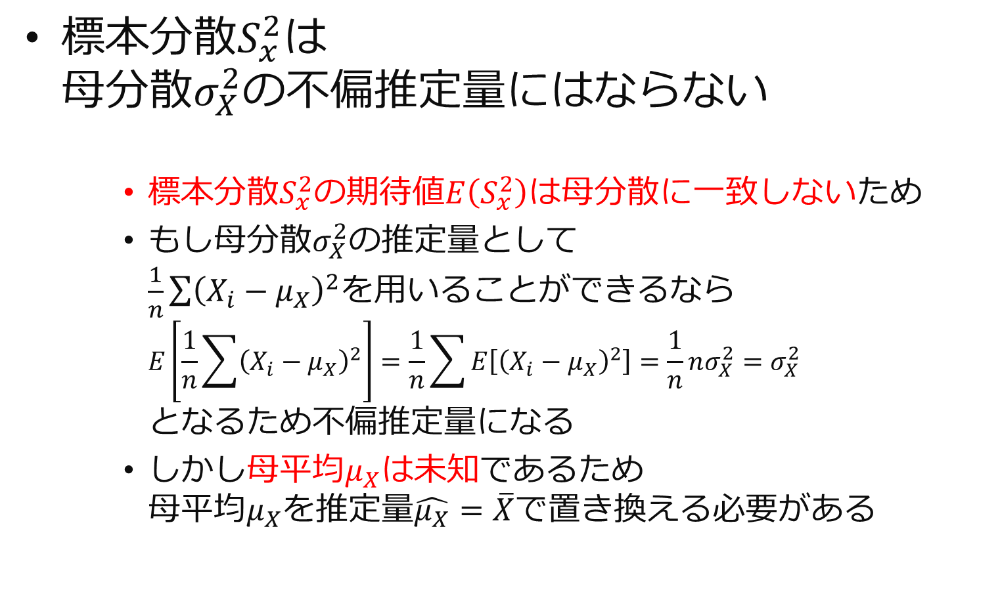 • 標本分散$S_x^2$は
母分散$\sigma_X^2$の不偏推定量にはならない
• 標本分散$S_x^2$の期待値$E(S_x^2)$は母分散に一致しないため
• もし母分散$\sigma_X^2$の推定量として
$\frac{1}{n}\sum(X_i - \mu_X)^2$を用いることができるなら
$E\left[\frac{1}{n}\sum(X_i - \mu_X)^2\right] = \frac{1}{n}\sum E[(X_i - \mu_X)^2] = \frac{1}{n}n\sigma_X^2 = \sigma_X^2$
となるため不偏推定量になる
• しかし母平均$\mu_X$は未知であるため
母平均$\mu_X$を推定量$\widehat{\mu_X} = \bar{X}$で置き換える必要がある